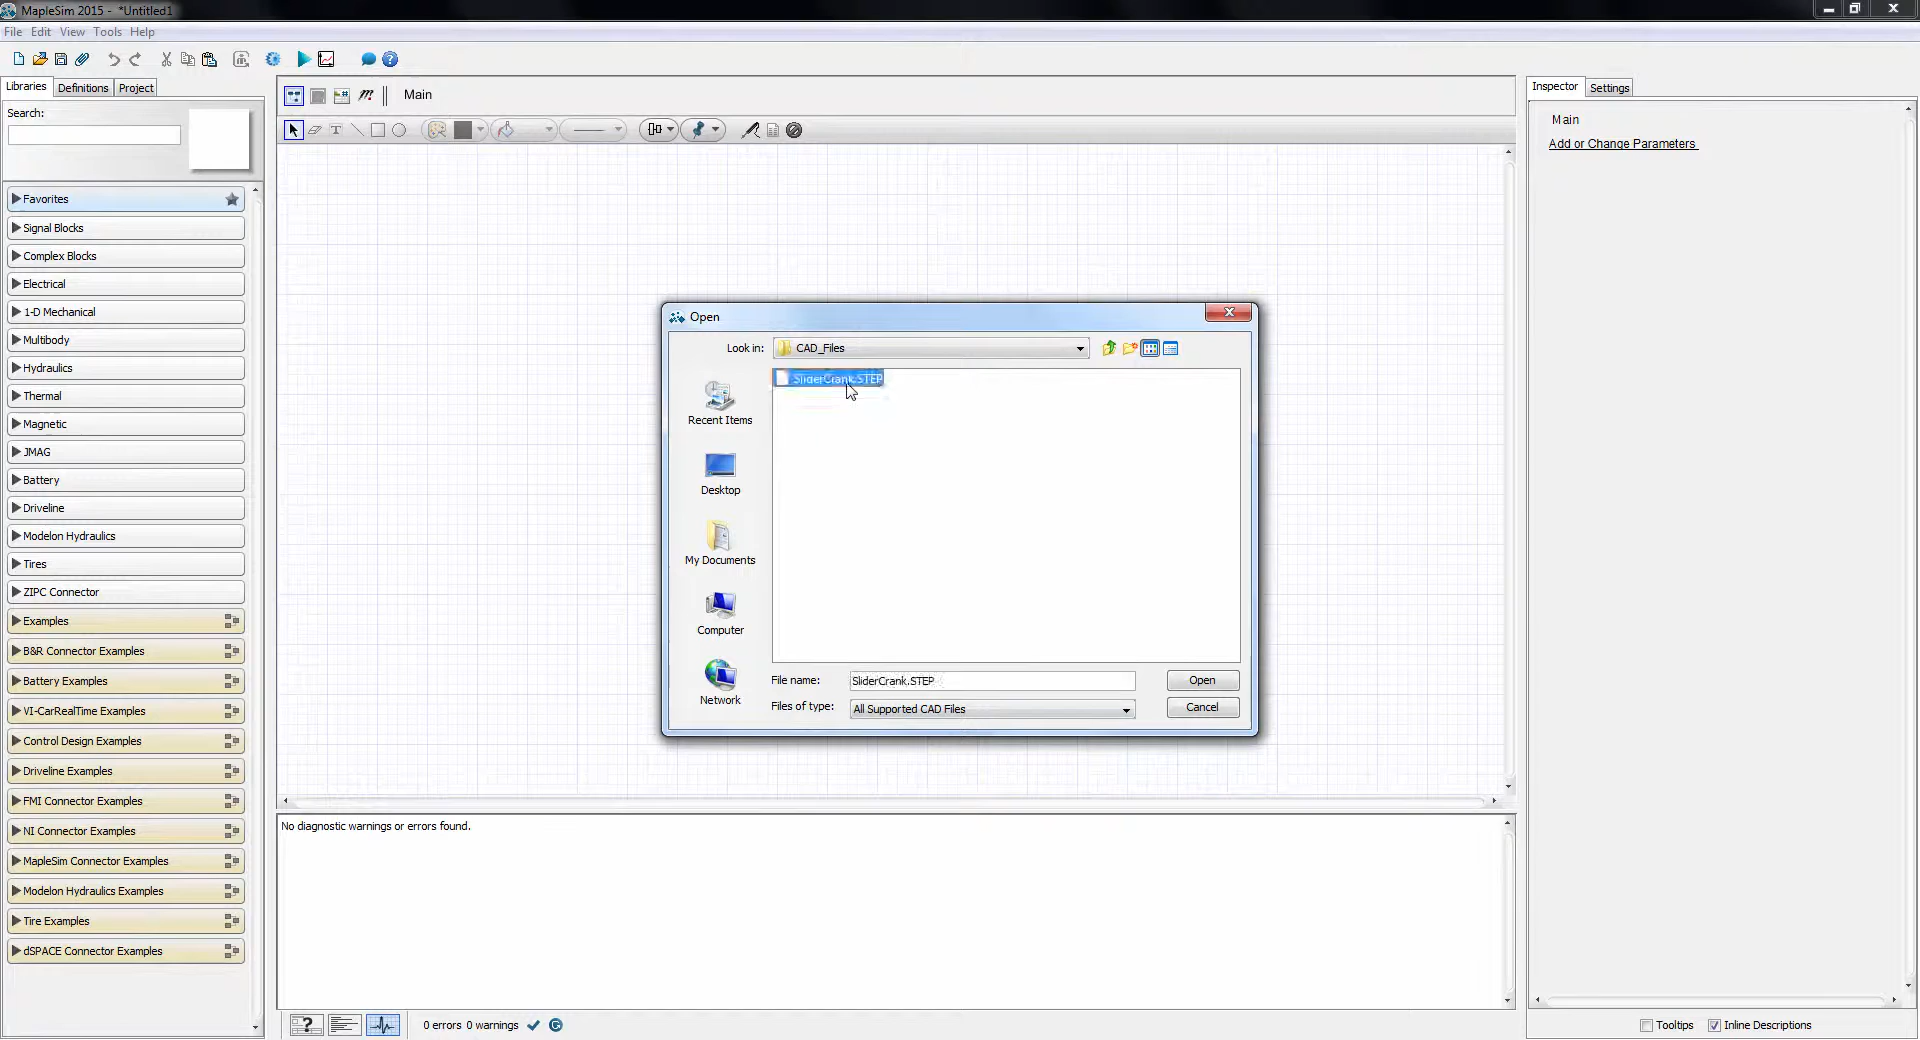 MapleSim 2015 - *Untitled1
File Edit View Tools Help
Libraries Definitions Project
Search:
Favorites
Signal Blocks
Complex Blocks
Electrical
1-D Mechanical
Multibody
Hydraulics
Thermal
Magnetic
JMAG
Battery
Driveline
Modelon Hydraulics
Tires
ZIPC Connector
Examples
B&R Connector Examples
Battery Examples
VI-CarRealTime Examples
Control Design Examples
Driveline Examples
FMI Connector Examples
NI Connector Examples
MapleSim Connector Examples
Modelon Hydraulics Examples
Tire Examples
dSPACE Connector Examples
Main
Open
Look in: CAD_Files
SliderCrank.STEP
Recent Items
Desktop
My Documents
Computer
Network
File name: SliderCrank.STEP Open
Files of type: All Supported CAD Files Cancel
No diagnostic warnings or errors found.
0 errors 0 warnings
Inspector Settings
Main
Add or Change Parameters
Tooltips Inline Descriptions